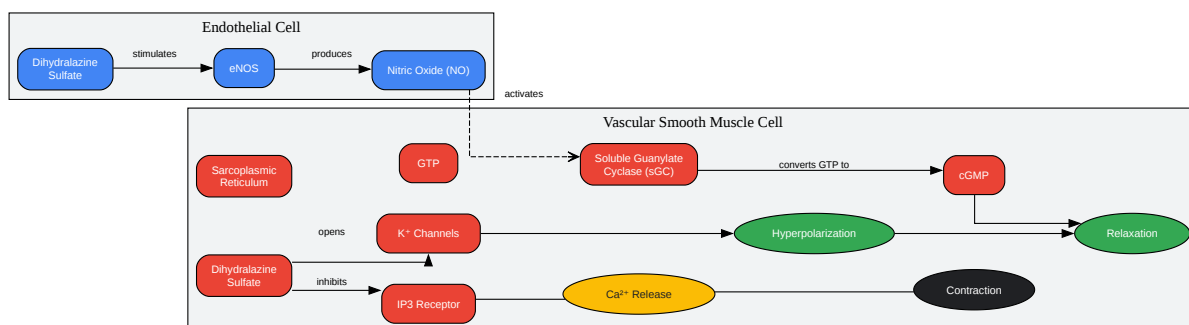 Endothelial Cell
stimulates
produces
Dihydralazine
Sulfate
eNOS
Nitric Oxide (NO)
activates
Vascular Smooth Muscle Cell
Sarcoplasmic
Reticulum
GTP
Soluble Guanylate
Cyclase (sGC)
converts GTP to
cGMP
opens
K⁺ Channels
Hyperpolarization
Relaxation
Dihydralazine
Sulfate
inhibits
IP3 Receptor
Ca²⁺ Release
Contraction